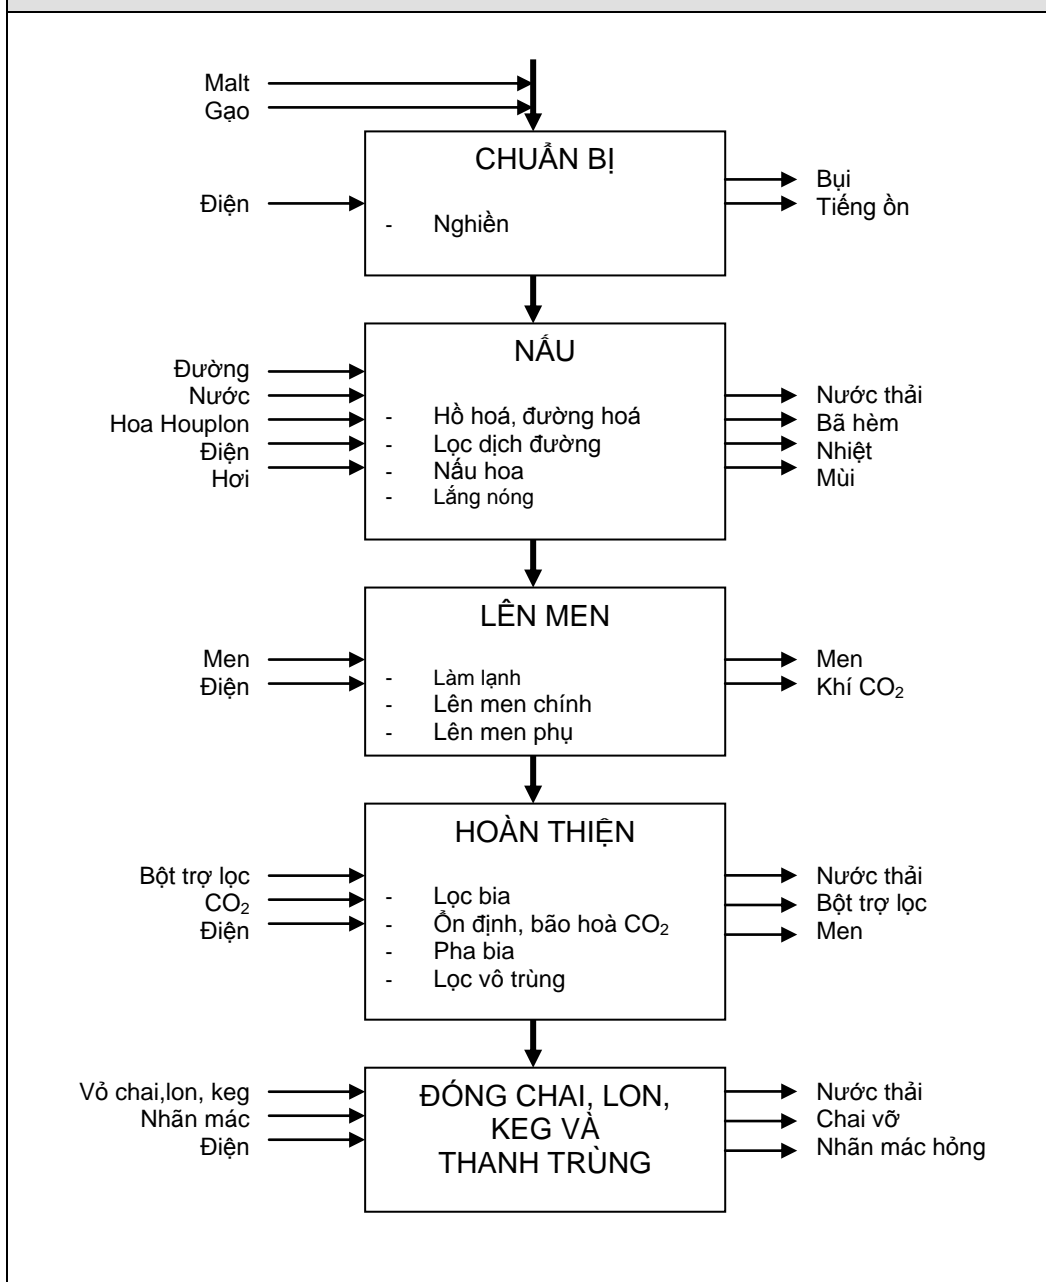 Malt
Gạo
CHUẨN BỊ
Điện
- Nghiền
Bụi
Tiếng ồn
NẤU
Đường
Nước
Hoa Houplon
Điện
Hơi
- Hồ hoá, đường hoá
- Lọc dịch đường
- Nấu hoa
- Lắng nóng
Nước thải
Bã hèm
Nhiệt
Mùi
LÊN MEN
Men
Điện
- Làm lạnh
- Lên men chính
- Lên men phụ
Men
Khí CO₂
HOÀN THIỆN
Bột trợ lọc
CO₂
Điện
- Lọc bia
- Ổn định, bão hoà CO₂
- Pha bia
- Lọc vô trùng
Nước thải
Bột trợ lọc
Men
Vỏ chai,lon, keg
Nhãn mác
Điện
ĐÓNG CHAI, LON,
KEG VÀ
THANH TRÙNG
Nước thải
Chai vỡ
Nhãn mác hỏng